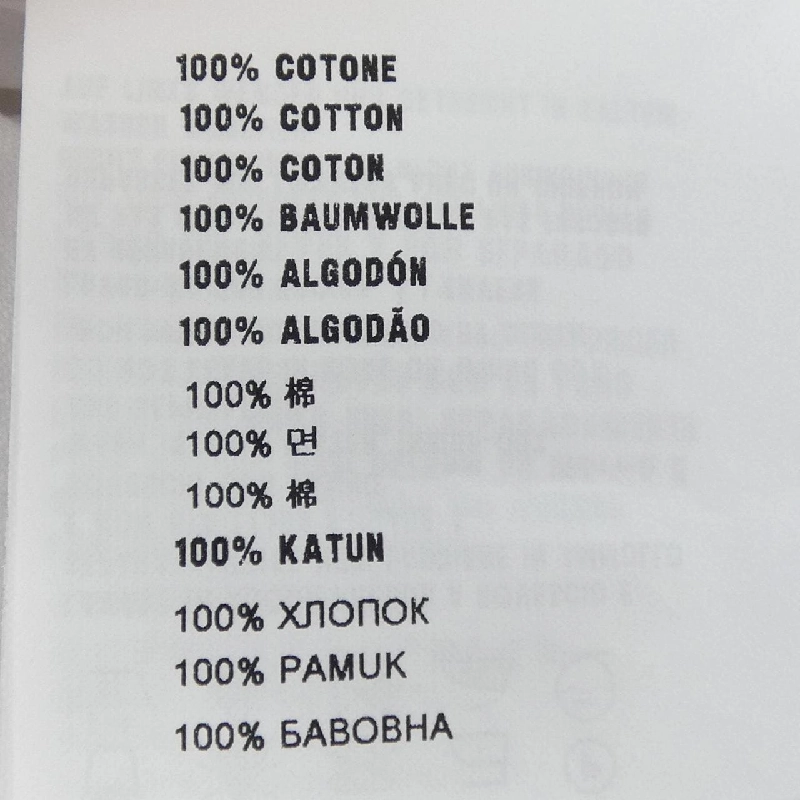 100% COTONE
100% COTTON
100% COTON
100% BAUMWOLLE
100% ALGODÓN
100% ALGODÃO
100% 棉
100% 면
100% 棉
100% KATUN
100% ХЛОПОК
100% PAMUK
100% БАВОВНА